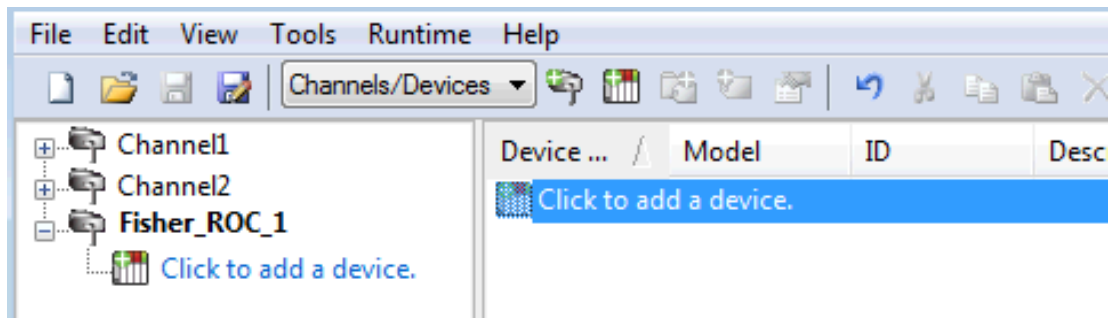 File Edit View Tools Runtime Help
Channels/Devices
Channel1
Channel2
Fisher_ROC_1
Click to add a device.
Device ... Model ID Desc
Click to add a device.